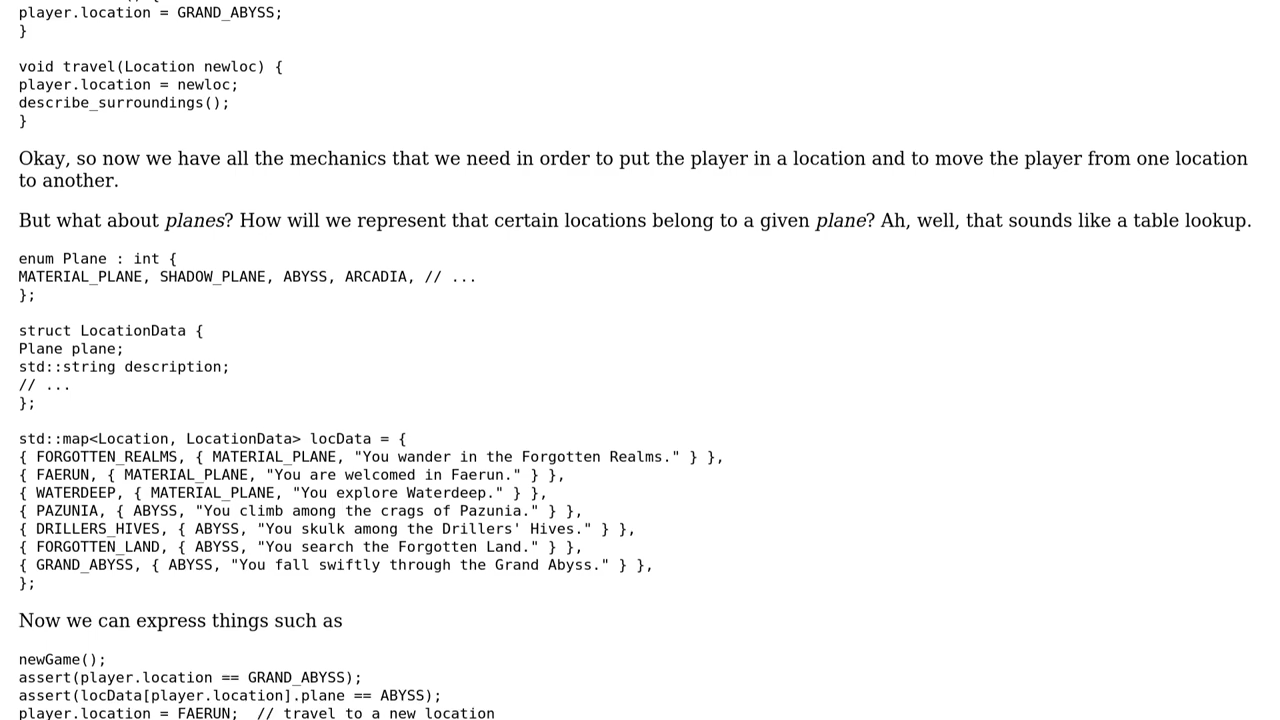 player.location = GRAND_ABYSS;
}
void travel(Location newloc) {
player.location = newloc;
describe_surroundings();
}
Okay, so now we have all the mechanics that we need in order to put the player in a location and to move the player from one location
to another.
But what about planes? How will we represent that certain locations belong to a given plane? Ah, well, that sounds like a table lookup.
enum Plane : int {
MATERIAL_PLANE, SHADOW_PLANE, ABYSS, ARCADIA, // ...
};
struct LocationData {
Plane plane;
std::string description;
// ...
};
std::map<Location, LocationData> locData = {
{ FORGOTTEN_REALMS, { MATERIAL_PLANE, "You wander in the Forgotten Realms." } },
{ FAERUN, { MATERIAL_PLANE, "You are welcomed in Faerun." } },
{ WATERDEEP, { MATERIAL_PLANE, "You explore Waterdeep." } },
{ PAZUNIA, { ABYSS, "You climb among the crags of Pazunia." } },
{ DRILLERS_HIVES, { ABYSS, "You skulk among the Drillers' Hives." } },
{ FORGOTTEN_LAND, { ABYSS, "You search the Forgotten Land." } },
{ GRAND_ABYSS, { ABYSS, "You fall swiftly through the Grand Abyss." } },
};
Now we can express things such as
newGame();
assert(player.location == GRAND_ABYSS);
assert(locData[player.location].plane == ABYSS);
player.location = FAERUN;  // travel to a new location